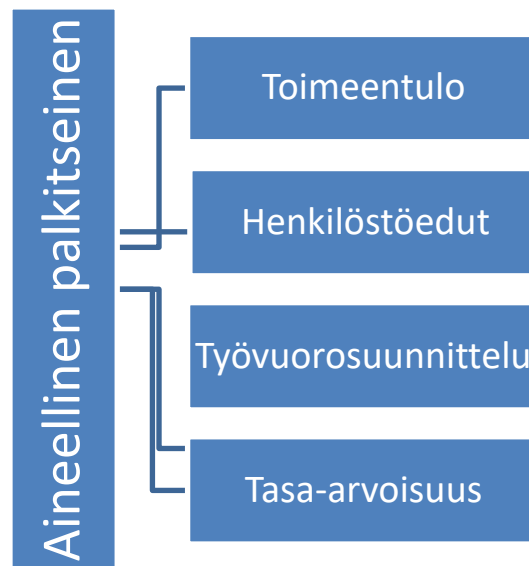 Aineellinen palkitseinen
Toimeentulo
Henkilöstöedut
Työvuorosuunnittelu
Tasa-arvoisuus